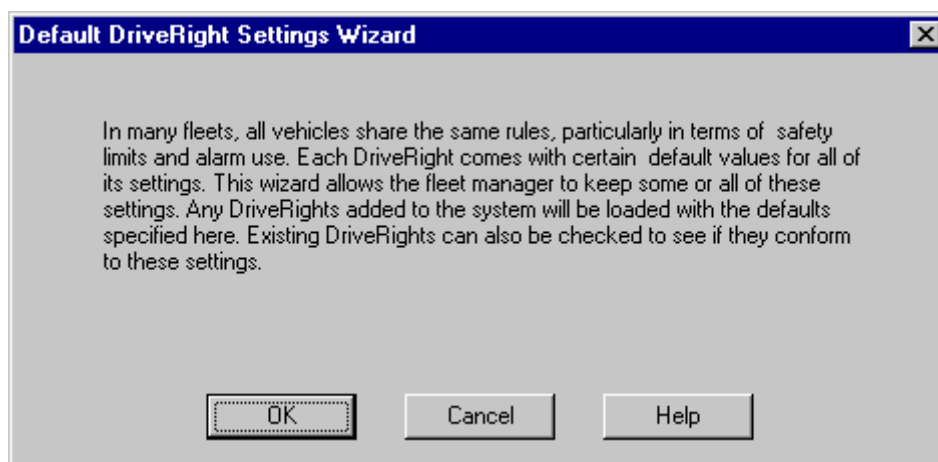 Default DriveRight Settings Wizard
In many fleets, all vehicles share the same rules, particularly in terms of  safety
limits and alarm use. Each DriveRight comes with certain  default values for all of
its settings. This wizard allows the fleet manager to keep some or all of these
settings. Any DriveRights added to the system will be loaded with the defaults
specified here. Existing DriveRights can also be checked to see if they conform
to these settings.
OK Cancel Help